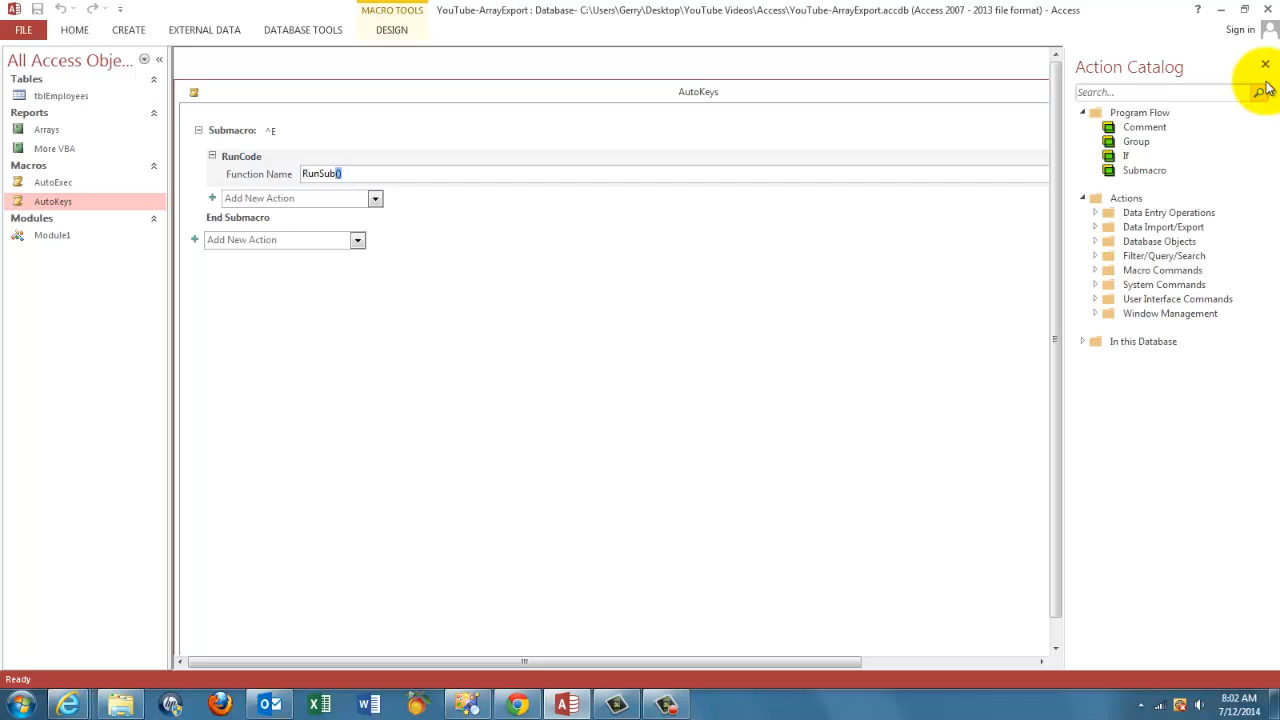 MACRO TOOLS
YouTube-ArrayExport : Database- C:\Users\Gerry\Desktop\YouTube Videos\Access\YouTube-ArrayExport.accdb (Access 2007 - 2013 file format) - Access
FILE
HOME
CREATE
EXTERNAL DATA
DATABASE TOOLS
DESIGN
Sign in
All Access Obje...
Tables
tblEmployees
Reports
Arrays
More VBA
Macros
AutoExec
AutoKeys
Modules
Module1
AutoKeys
Submacro: ^E
RunCode
Function Name RunSub()
Add New Action
End Submacro
Add New Action
Action Catalog
Search...
Program Flow
Comment
Group
If
Submacro
Actions
Data Entry Operations
Data Import/Export
Database Objects
Filter/Query/Search
Macro Commands
System Commands
User Interface Commands
Window Management
In this Database
Ready
8:02 AM
7/12/2014